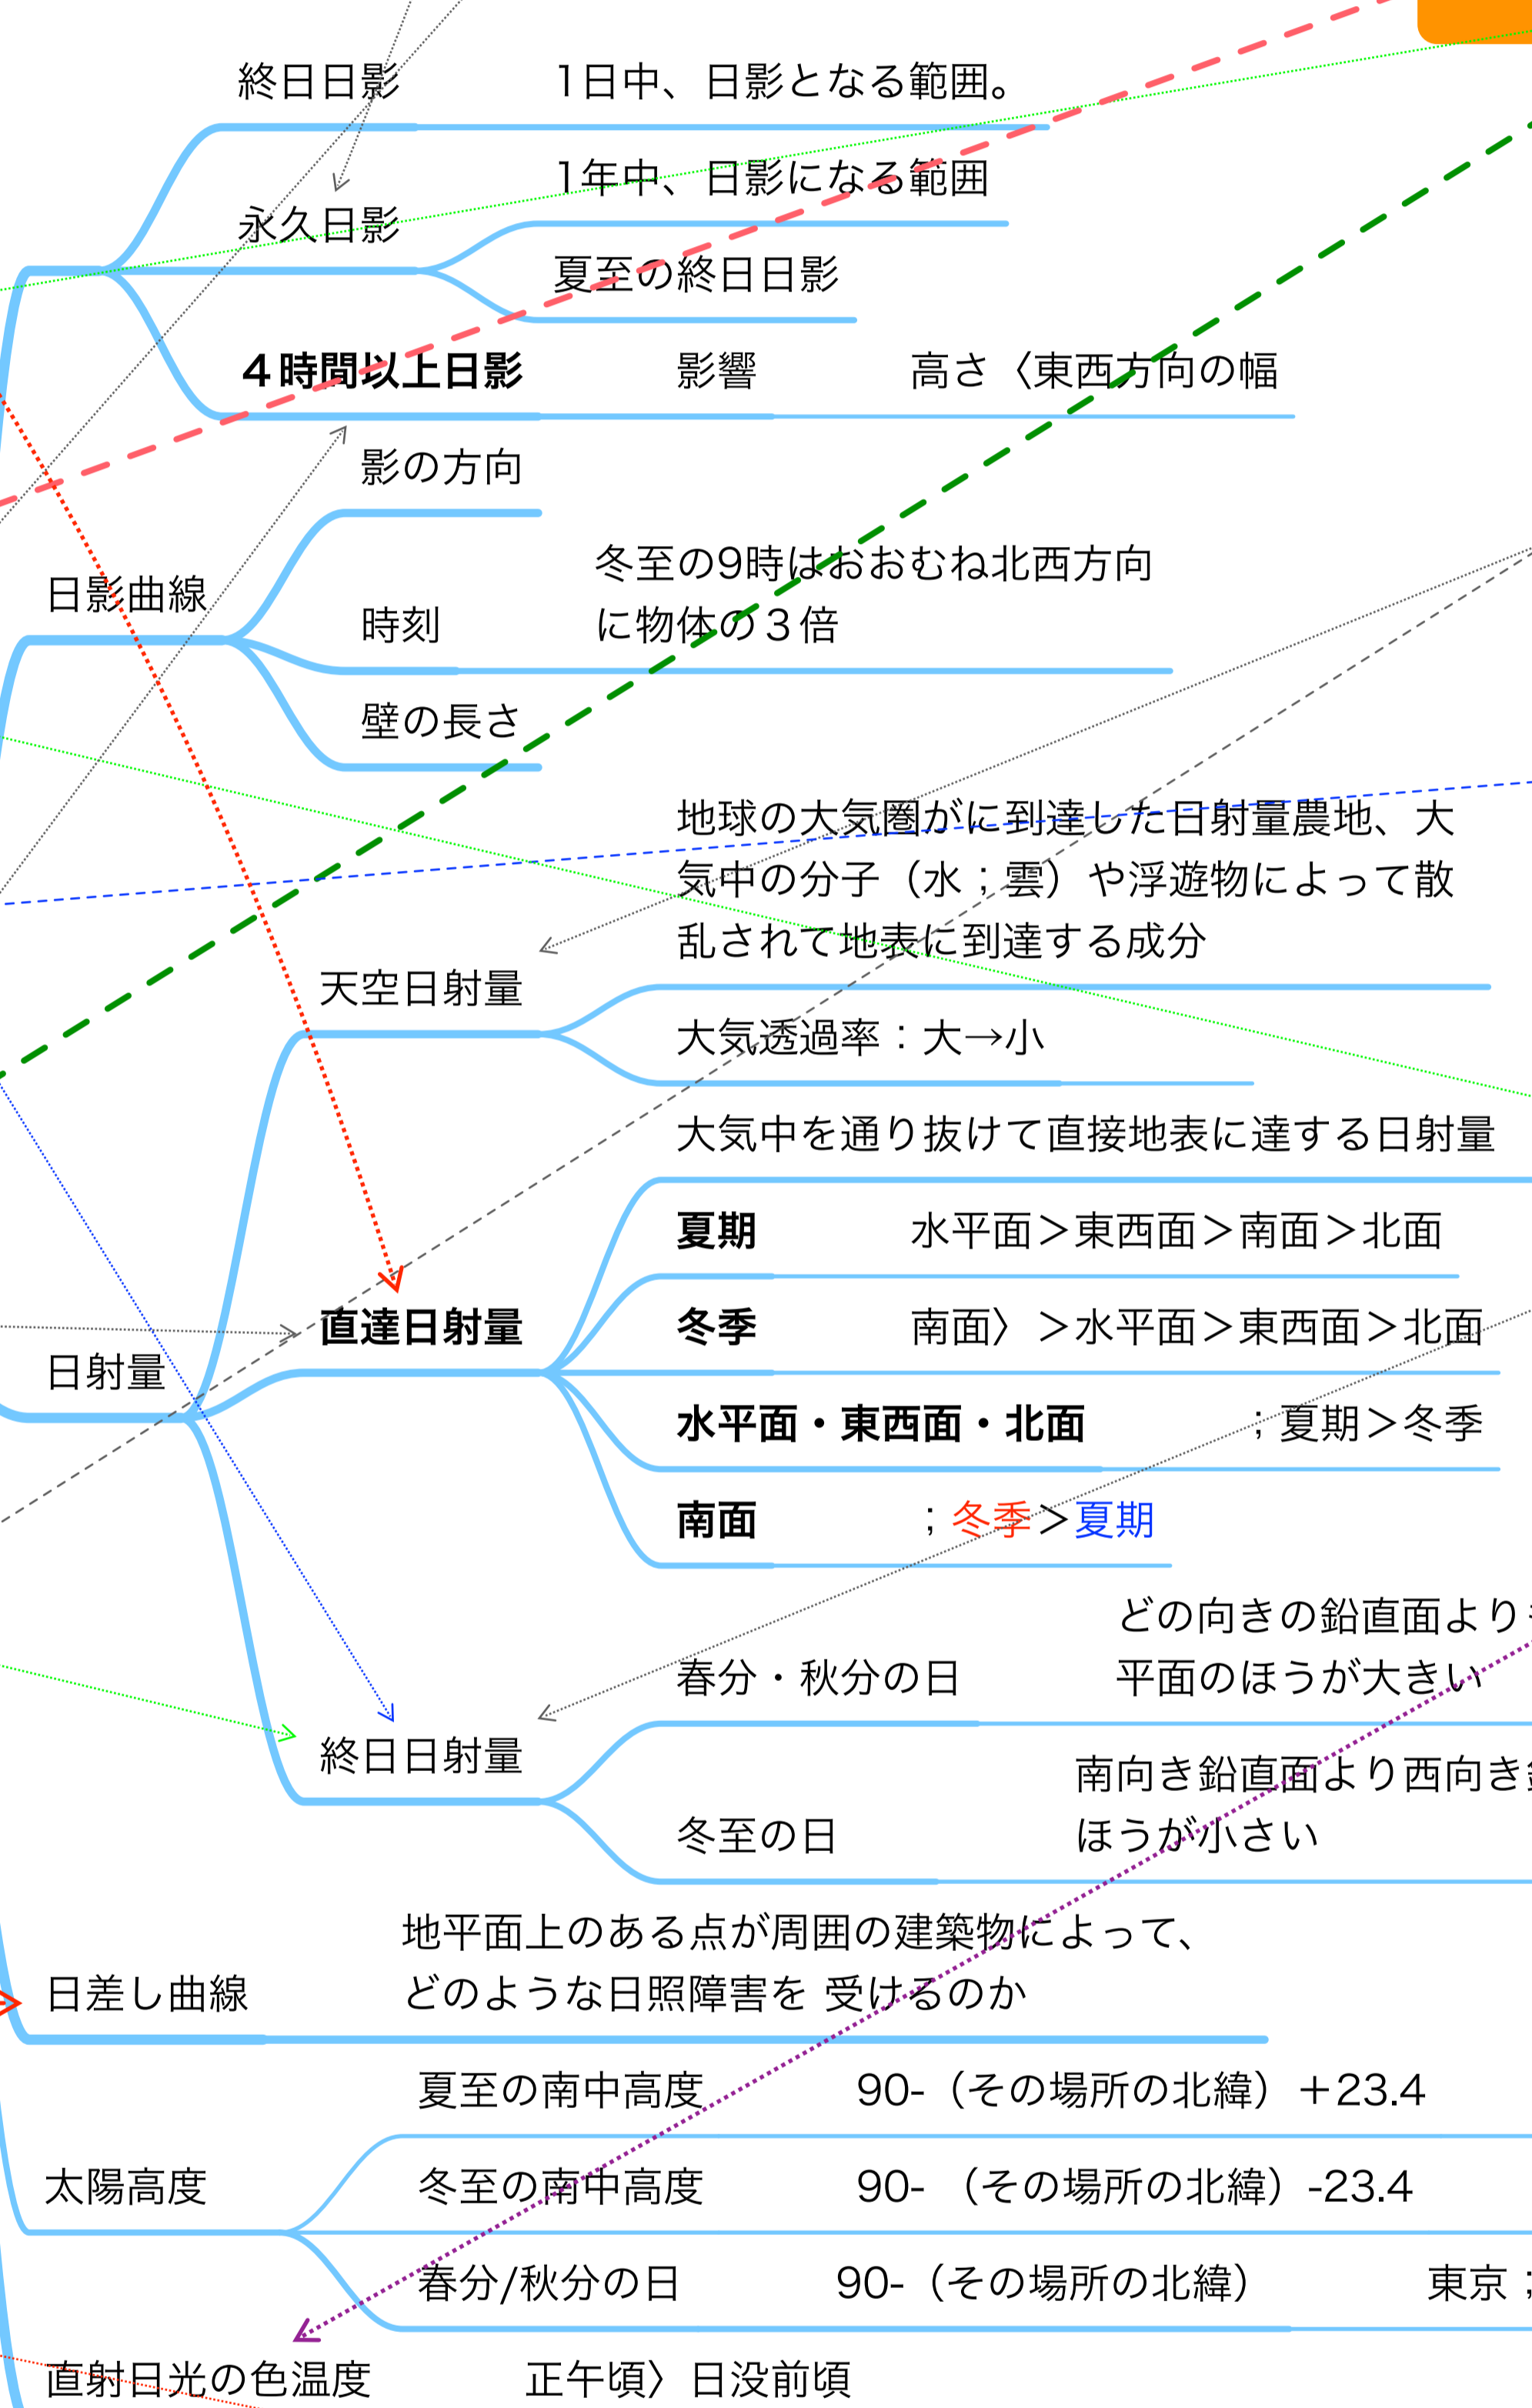 終日日影
1日中、日影となる範囲。
永久日影
1年中、日影になる範囲
夏至の終日日影
４時間以上日影
影響
高さ〈東西方向の幅
日影曲線
影の方向
時刻
冬至の9時はおおむね北西方向
に物体の３倍
壁の長さ
日射量
天空日射量
地球の大気圏がに到達した日射量農地、大
気中の分子（水；雲）や浮遊物によって散
乱されて地表に到達する成分
大気透過率：大→小
直達日射量
大気中を通り抜けて直接地表に達する日射量
夏期
水平面＞東西面＞南面＞北面
冬季
南面〉＞水平面＞東西面＞北面
水平面・東西面・北面
；夏期＞冬季
南面
；冬季＞夏期
終日日射量
春分・秋分の日
どの向きの鉛直面より
平面のほうが大きい
冬至の日
南向き鉛直面より西向き
ほうが小さい
日差し曲線
地平面上のある点が周囲の建築物によって、
どのような日照障害を 受けるのか
太陽高度
夏至の南中高度
90-（その場所の北緯）＋23.4
冬至の南中高度
90- （その場所の北緯）-23.4
春分/秋分の日
90-（その場所の北緯）
東京；
直射日光の色温度
正午頃〉日没前頃